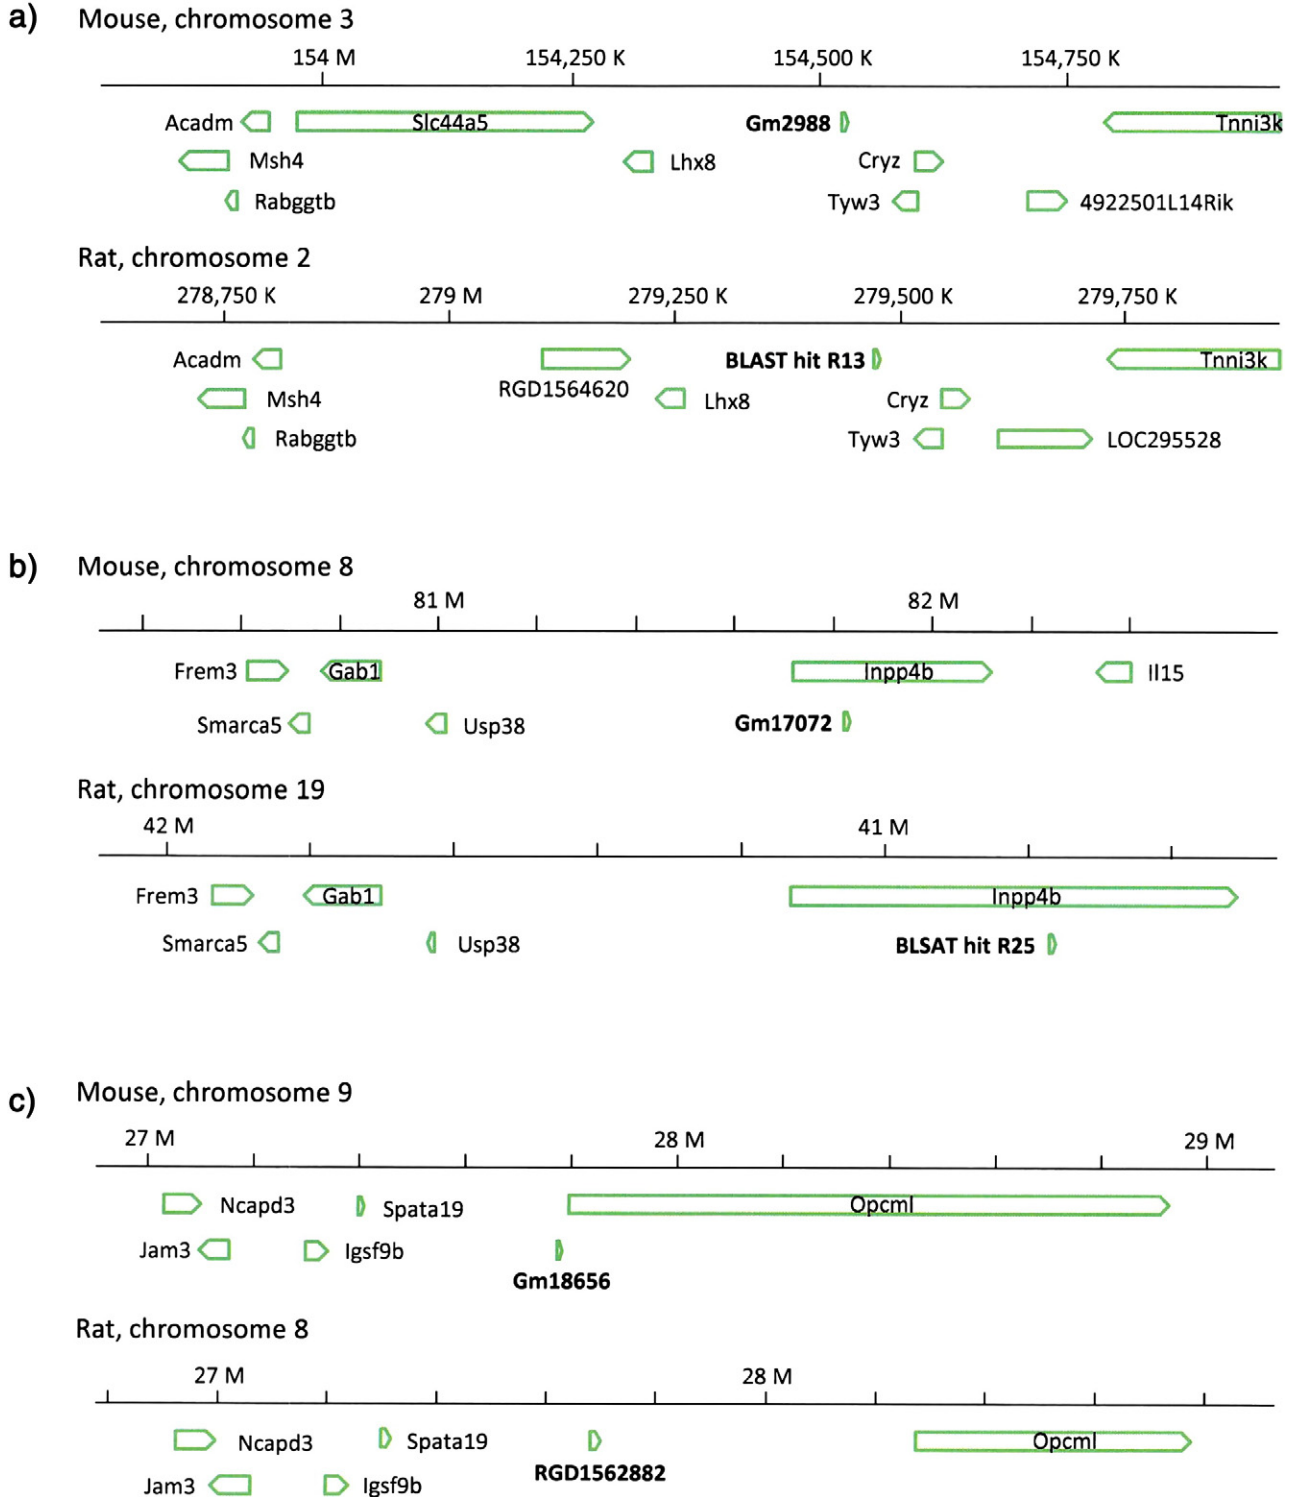 a)
Mouse, chromosome 3
154 M 154,250 K 154,500 K 154,750 K
Acadm Slc44a5 Gm2988 Tnni3k
Msh4 Lhx8 Cryz
Rabggtb Tyw3 4922501L14Rik
Rat, chromosome 2
278,750 K 279 M 279,250 K 279,500 K 279,750 K
Acadm BLAST hit R13 Tnni3k
RGD1564620
Msh4 Lhx8 Cryz
Rabggtb Tyw3 LOC295528
b)
Mouse, chromosome 8
81 M 82 M
Frem3 Gab1 Inpp4b Il15
Smarca5 Usp38 Gm17072
Rat, chromosome 19
42 M 41 M
Frem3 Gab1 Inpp4b
Smarca5 Usp38 BLSAT hit R25
c)
Mouse, chromosome 9
27 M 28 M 29 M
Ncapd3 Spata19 Opcml
Jam3 Igsf9b
Gm18656
Rat, chromosome 8
27 M 28 M
Ncapd3 Spata19 Opcml
RGD1562882
Jam3 Igsf9b